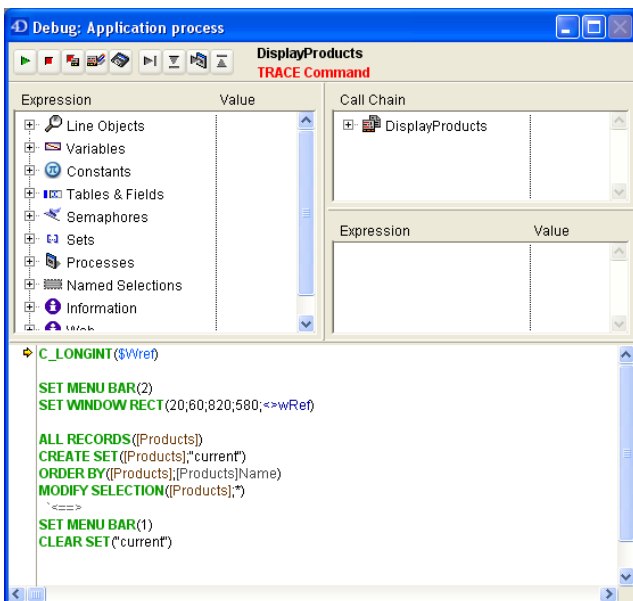 4D Debug: Application process
DisplayProducts
TRACE Command
Expression Value
Line Objects
Variables
Constants
Tables & Fields
Semaphores
Sets
Processes
Named Selections
Information
Web
Call Chain
DisplayProducts
Expression Value
C_LONGINT($Wref)
SET MENU BAR(2)
SET WINDOW RECT(20;60;820;580;<>wRef)
ALL RECORDS([Products])
CREATE SET([Products];"current")
ORDER BY([Products];[Products]Name)
MODIFY SELECTION([Products];*)
`<==>
SET MENU BAR(1)
CLEAR SET("current")